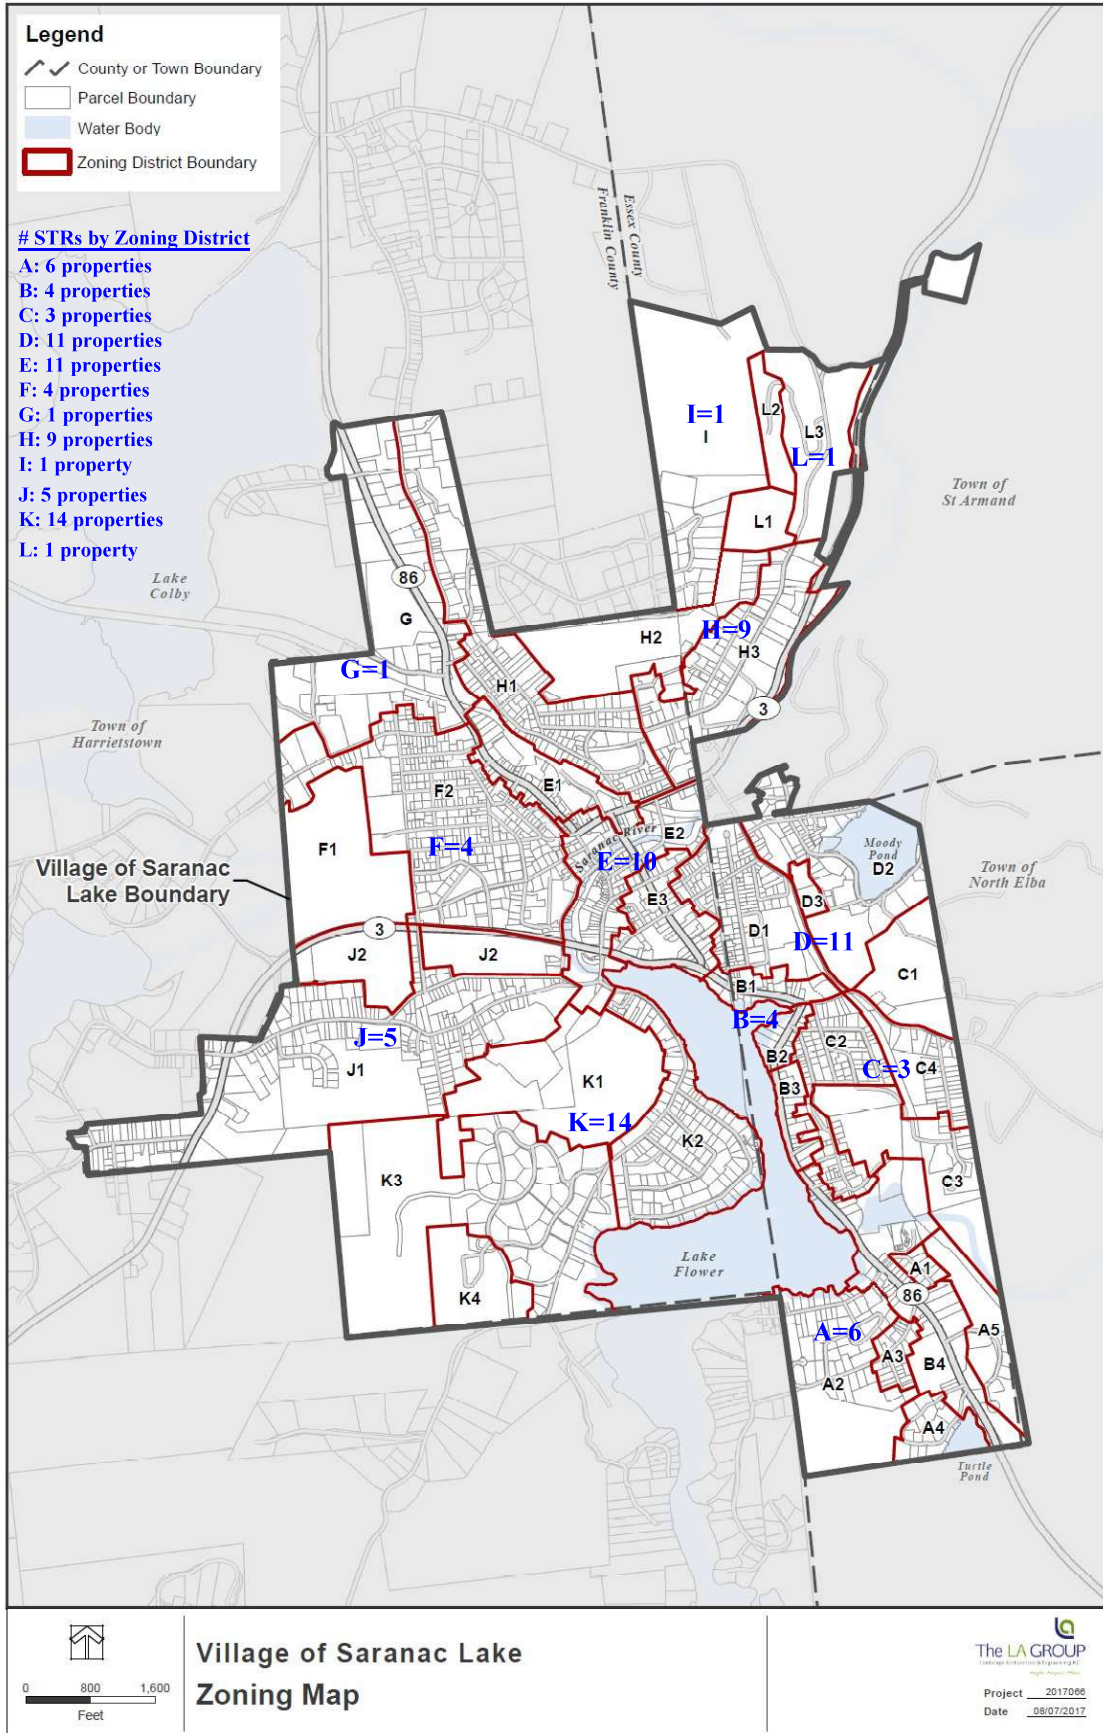 Legend
County or Town Boundary
Parcel Boundary
Water Body
Zoning District Boundary
# STRs by Zoning District
A: 6 properties
B: 4 properties
C: 3 properties
D: 11 properties
E: 11 properties
F: 4 properties
G: 1 properties
H: 9 properties
I: 1 property
J: 5 properties
K: 14 properties
L: 1 property
Essex County
Franklin County
I=1
I
L2
L3
L=1
L1
Town of
St Armand
Lake
Colby
86
G
G=1
H2
H=9
H3
H1
3
Town of
Harrietstown
E1
F2
F1
F=4
Saranac River
E2
E=10
E3
Village of Saranac
Lake Boundary
Moody
Pond
D2
Town of
North Elba
D3
D1
D=11
C1
3
J2
J2
B1
B=4
J=5
J1
C2
B2
C=3
C4
B3
K1
K=14
K2
K3
C3
Lake
Flower
K4
A1
86
A=6
A5
A3
B4
A2
A4
Turtle
Pond
0 800 1,600
Feet
Village of Saranac Lake
Zoning Map
The LA GROUP
Project 2017066
Date 08/07/2017